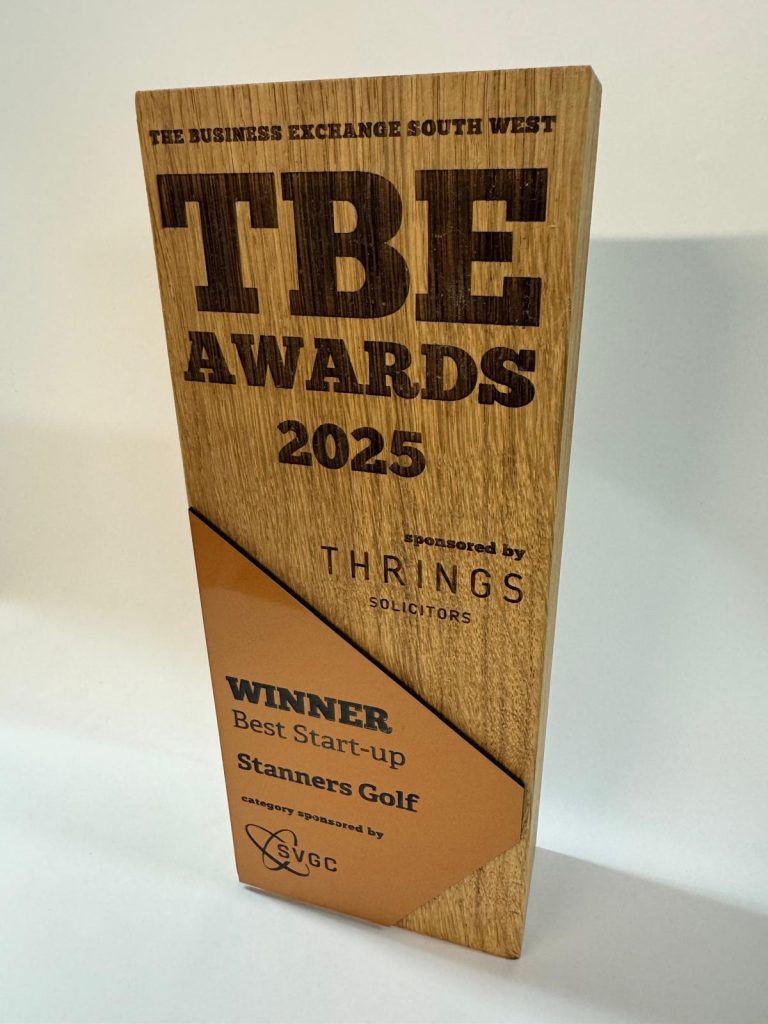 THE BUSINESS EXCHANGE SOUTH WEST
TBE
AWARDS
2025
sponsored by
THRINGS
SOLICITORS
WINNER
Best Start-up
Stanners Golf
category sponsored by
SVGC